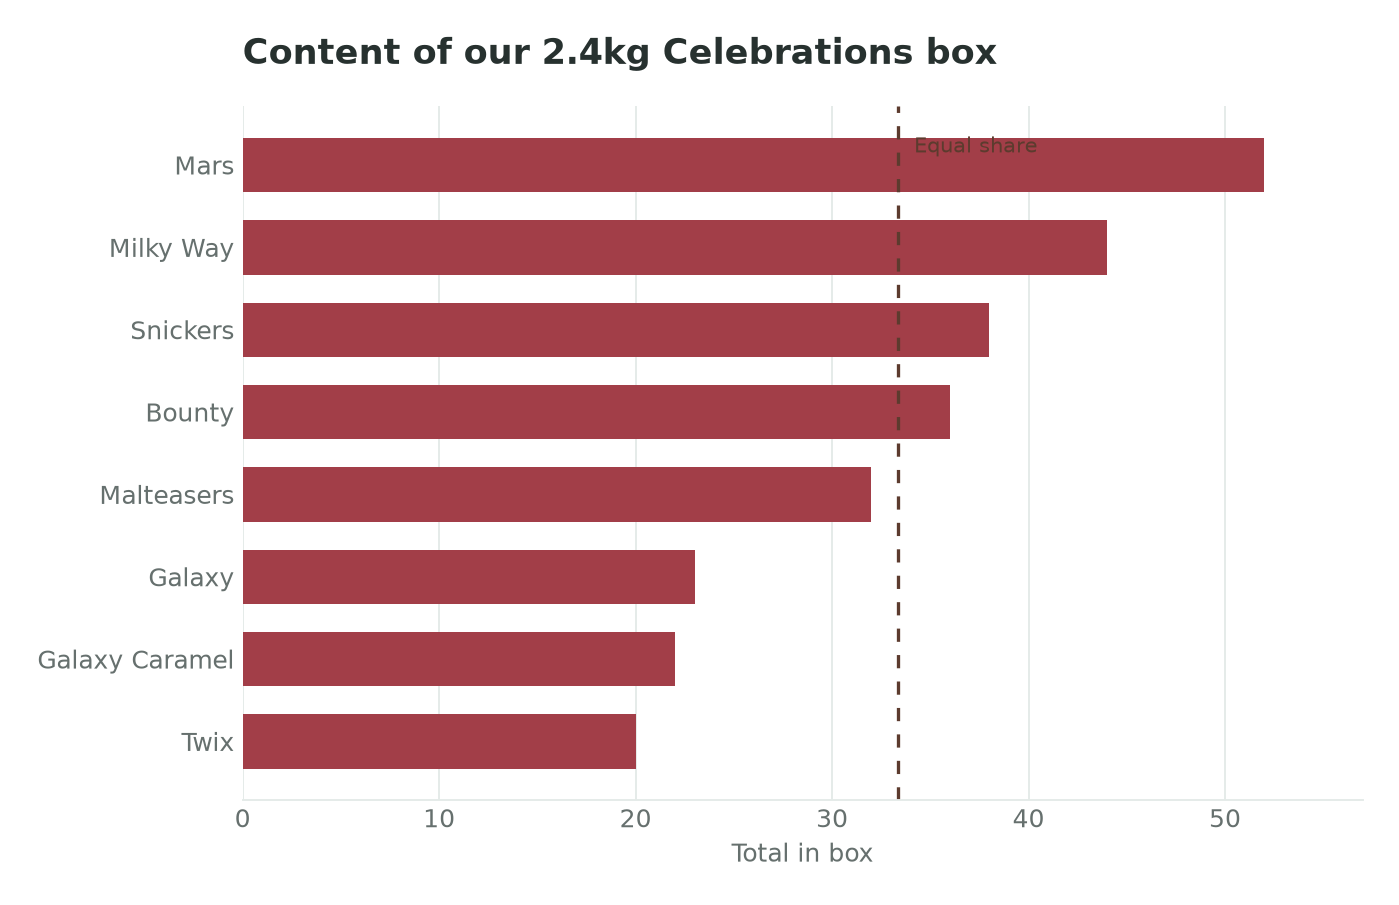 Content of our 2.4kg Celebrations box
Equal share
Mars
Milky Way
Snickers
Bounty
Malteasers
Galaxy
Galaxy Caramel
Twix
0 10 20 30 40 50
Total in box